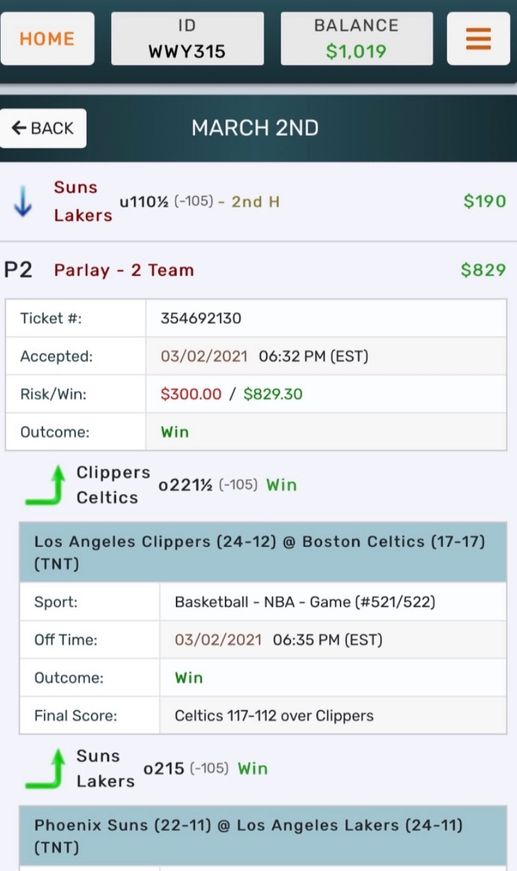 HOME
ID
WWY315
BALANCE
$1,019
← BACK
MARCH 2ND
Suns
Lakers
u110½ (-105) - 2nd H
$190
P2 Parlay - 2 Team $829
Ticket #: 354692130
Accepted: 03/02/2021 06:32 PM (EST)
Risk/Win: $300.00 / $829.30
Outcome: Win
Clippers
Celtics
o221½ (-105) Win
Los Angeles Clippers (24-12) @ Boston Celtics (17-17)
(TNT)
Sport: Basketball - NBA - Game (#521/522)
Off Time: 03/02/2021 06:35 PM (EST)
Outcome: Win
Final Score: Celtics 117-112 over Clippers
Suns
Lakers
o215 (-105) Win
Phoenix Suns (22-11) @ Los Angeles Lakers (24-11)
(TNT)